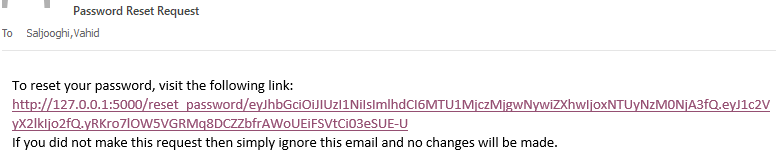 Password Reset Request
To Saljooghi,Vahid
To reset your password, visit the following link:
http://127.0.0.1:5000/reset_password/eyJhbGciOiJIUzI1NiIsImlhdCI6MTU1MjczMjgwNywiZXhwIjoxNTUyNzM0NjA3fQ.eyJ1c2V
yX2lkIjo2fQ.yRKro7lOW5VGRMq8DCZZbfrAWoUEiFSVtCi03eSUE-U
If you did not make this request then simply ignore this email and no changes will be made.